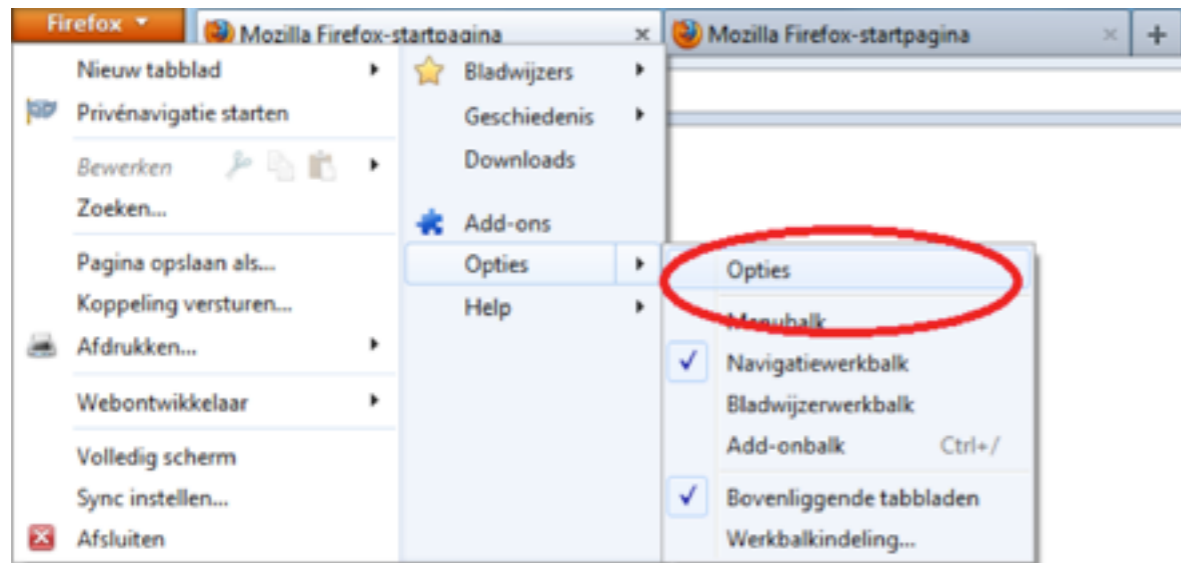 Firefox
Mozilla Firefox-startpagina
Mozilla Firefox-startpagina
Nieuw tabblad
Privénavigatie starten
Bewerken
Zoeken...
Pagina opslaan als...
Koppeling versturen...
Afdrukken...
Webontwikkelaar
Volledig scherm
Sync instellen...
Afsluiten
Bladwijzers
Geschiedenis
Downloads
Add-ons
Opties
Help
Opties
Menubalk
Navigatiewerkbalk
Bladwijzerwerkbalk
Add-onbalk Ctrl+/
Bovenliggende tabbladen
Werkbalkindeling...